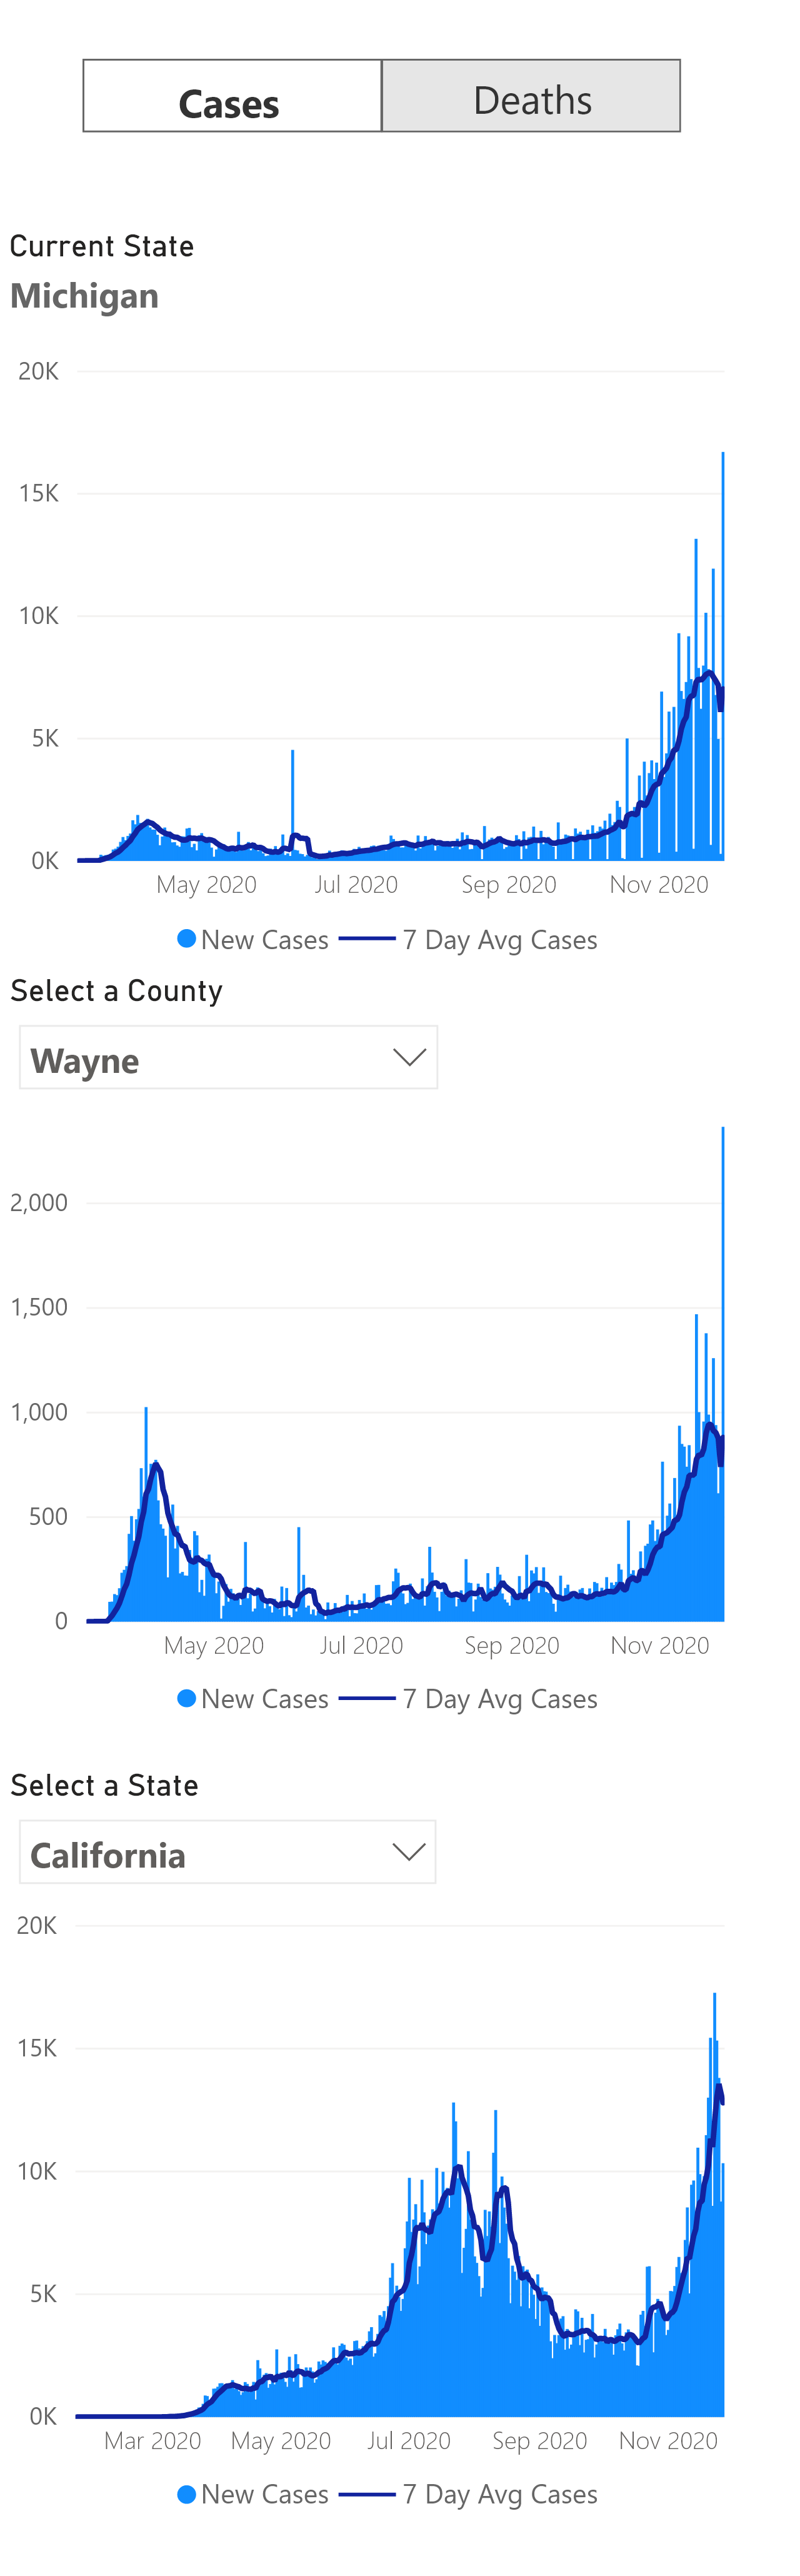 Cases Deaths
Current State
Michigan
20K
15K
10K
5K
0K
May 2020 Jul 2020 Sep 2020 Nov 2020
New Cases 7 Day Avg Cases
Select a County
Wayne
2,000
1,500
1,000
500
0
May 2020 Jul 2020 Sep 2020 Nov 2020
New Cases 7 Day Avg Cases
Select a State
California
20K
15K
10K
5K
0K
Mar 2020 May 2020 Jul 2020 Sep 2020 Nov 2020
New Cases 7 Day Avg Cases